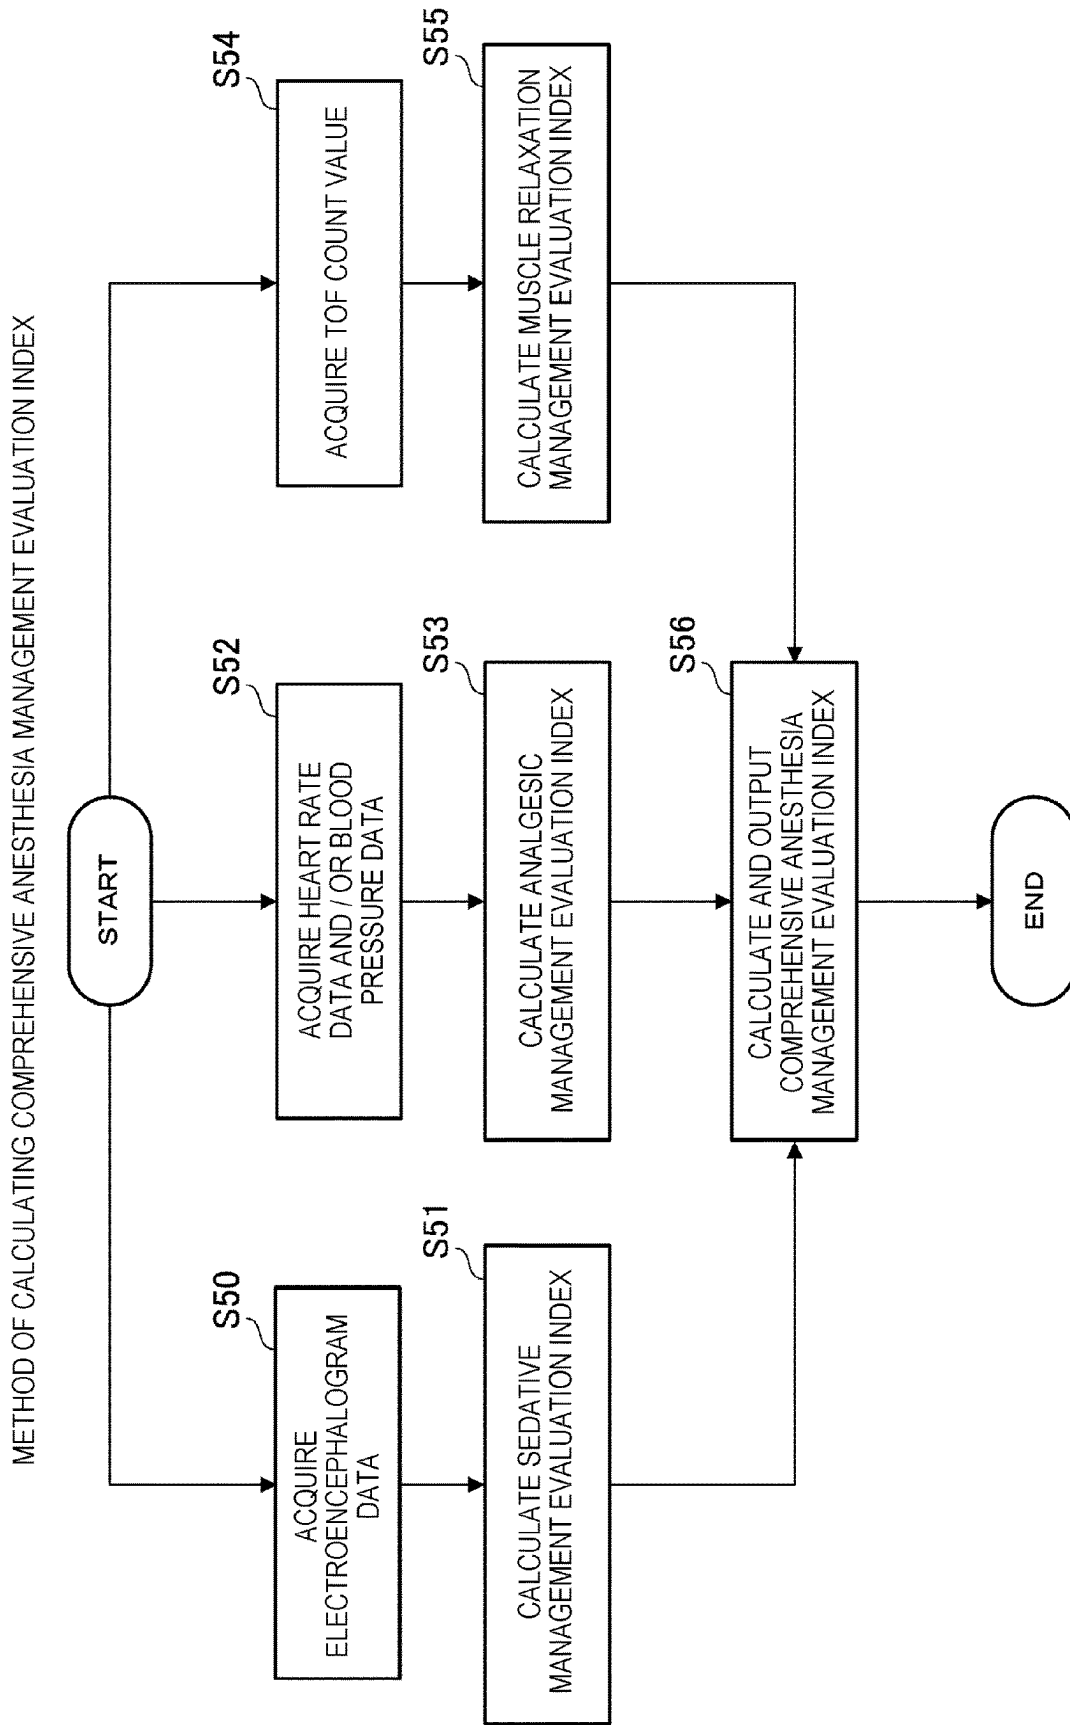 METHOD OF CALCULATING COMPREHENSIVE ANESTHESIA MANAGEMENT EVALUATION INDEX
START
S50
ACQUIRE
ELECTROENCEPHALOGRAM
DATA
S52
ACQUIRE HEART RATE
DATA AND / OR BLOOD
PRESSURE DATA
S54
ACQUIRE TOF COUNT VALUE
S51
CALCULATE SEDATIVE
MANAGEMENT EVALUATION INDEX
S53
CALCULATE ANALGESIC
MANAGEMENT EVALUATION INDEX
S55
CALCULATE MUSCLE RELAXATION
MANAGEMENT EVALUATION INDEX
S56
CALCULATE AND OUTPUT
COMPREHENSIVE ANESTHESIA
MANAGEMENT EVALUATION INDEX
END